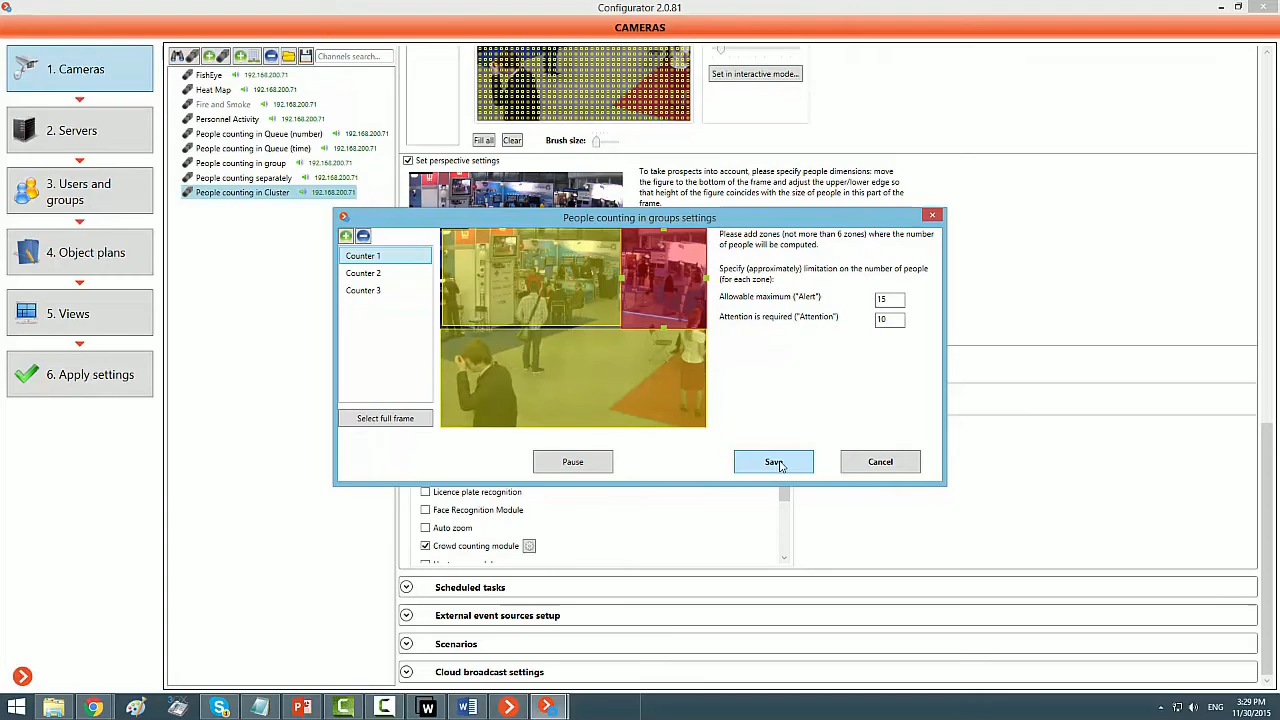 Configurator 2.0.81
CAMERAS
1. Cameras
2. Servers
3. Users and
groups
4. Object plans
5. Views
6. Apply settings
Channels search...
FishEye 192.168.200.71
Heat Map 192.168.200.71
Fire and Smoke 192.168.200.71
Personnel Activity 192.168.200.71
People counting in Queue (number) 192.168.200.71
People counting in Queue (time) 192.168.200.71
People counting in group 192.168.200.71
People counting separately 192.168.200.71
People counting in Cluster 192.168.200.71
Set in interactive mode...
Fill all
Clear
Brush size:
Set perspective settings
To take prospects into account, please specify people dimensions: move
the figure to the bottom of the frame and adjust the upper/lower edge so
that height of the figure coincides with the size of people in this part of the
frame.
People counting in groups settings
Counter 1
Counter 2
Counter 3
Select full frame
Please add zones (not more than 6 zones) where the number
of people will be computed.
Specify (approximately) limitation on the number of people
(for each zone):
Allowable maximum ("Alert") 15
Attention is required ("Attention") 10
Pause
Save
Cancel
Licence plate recognition
Face Recognition Module
Auto zoom
Crowd counting module
Scheduled tasks
External event sources setup
Scenarios
Cloud broadcast settings
ENG
3:29 PM
11/30/2015